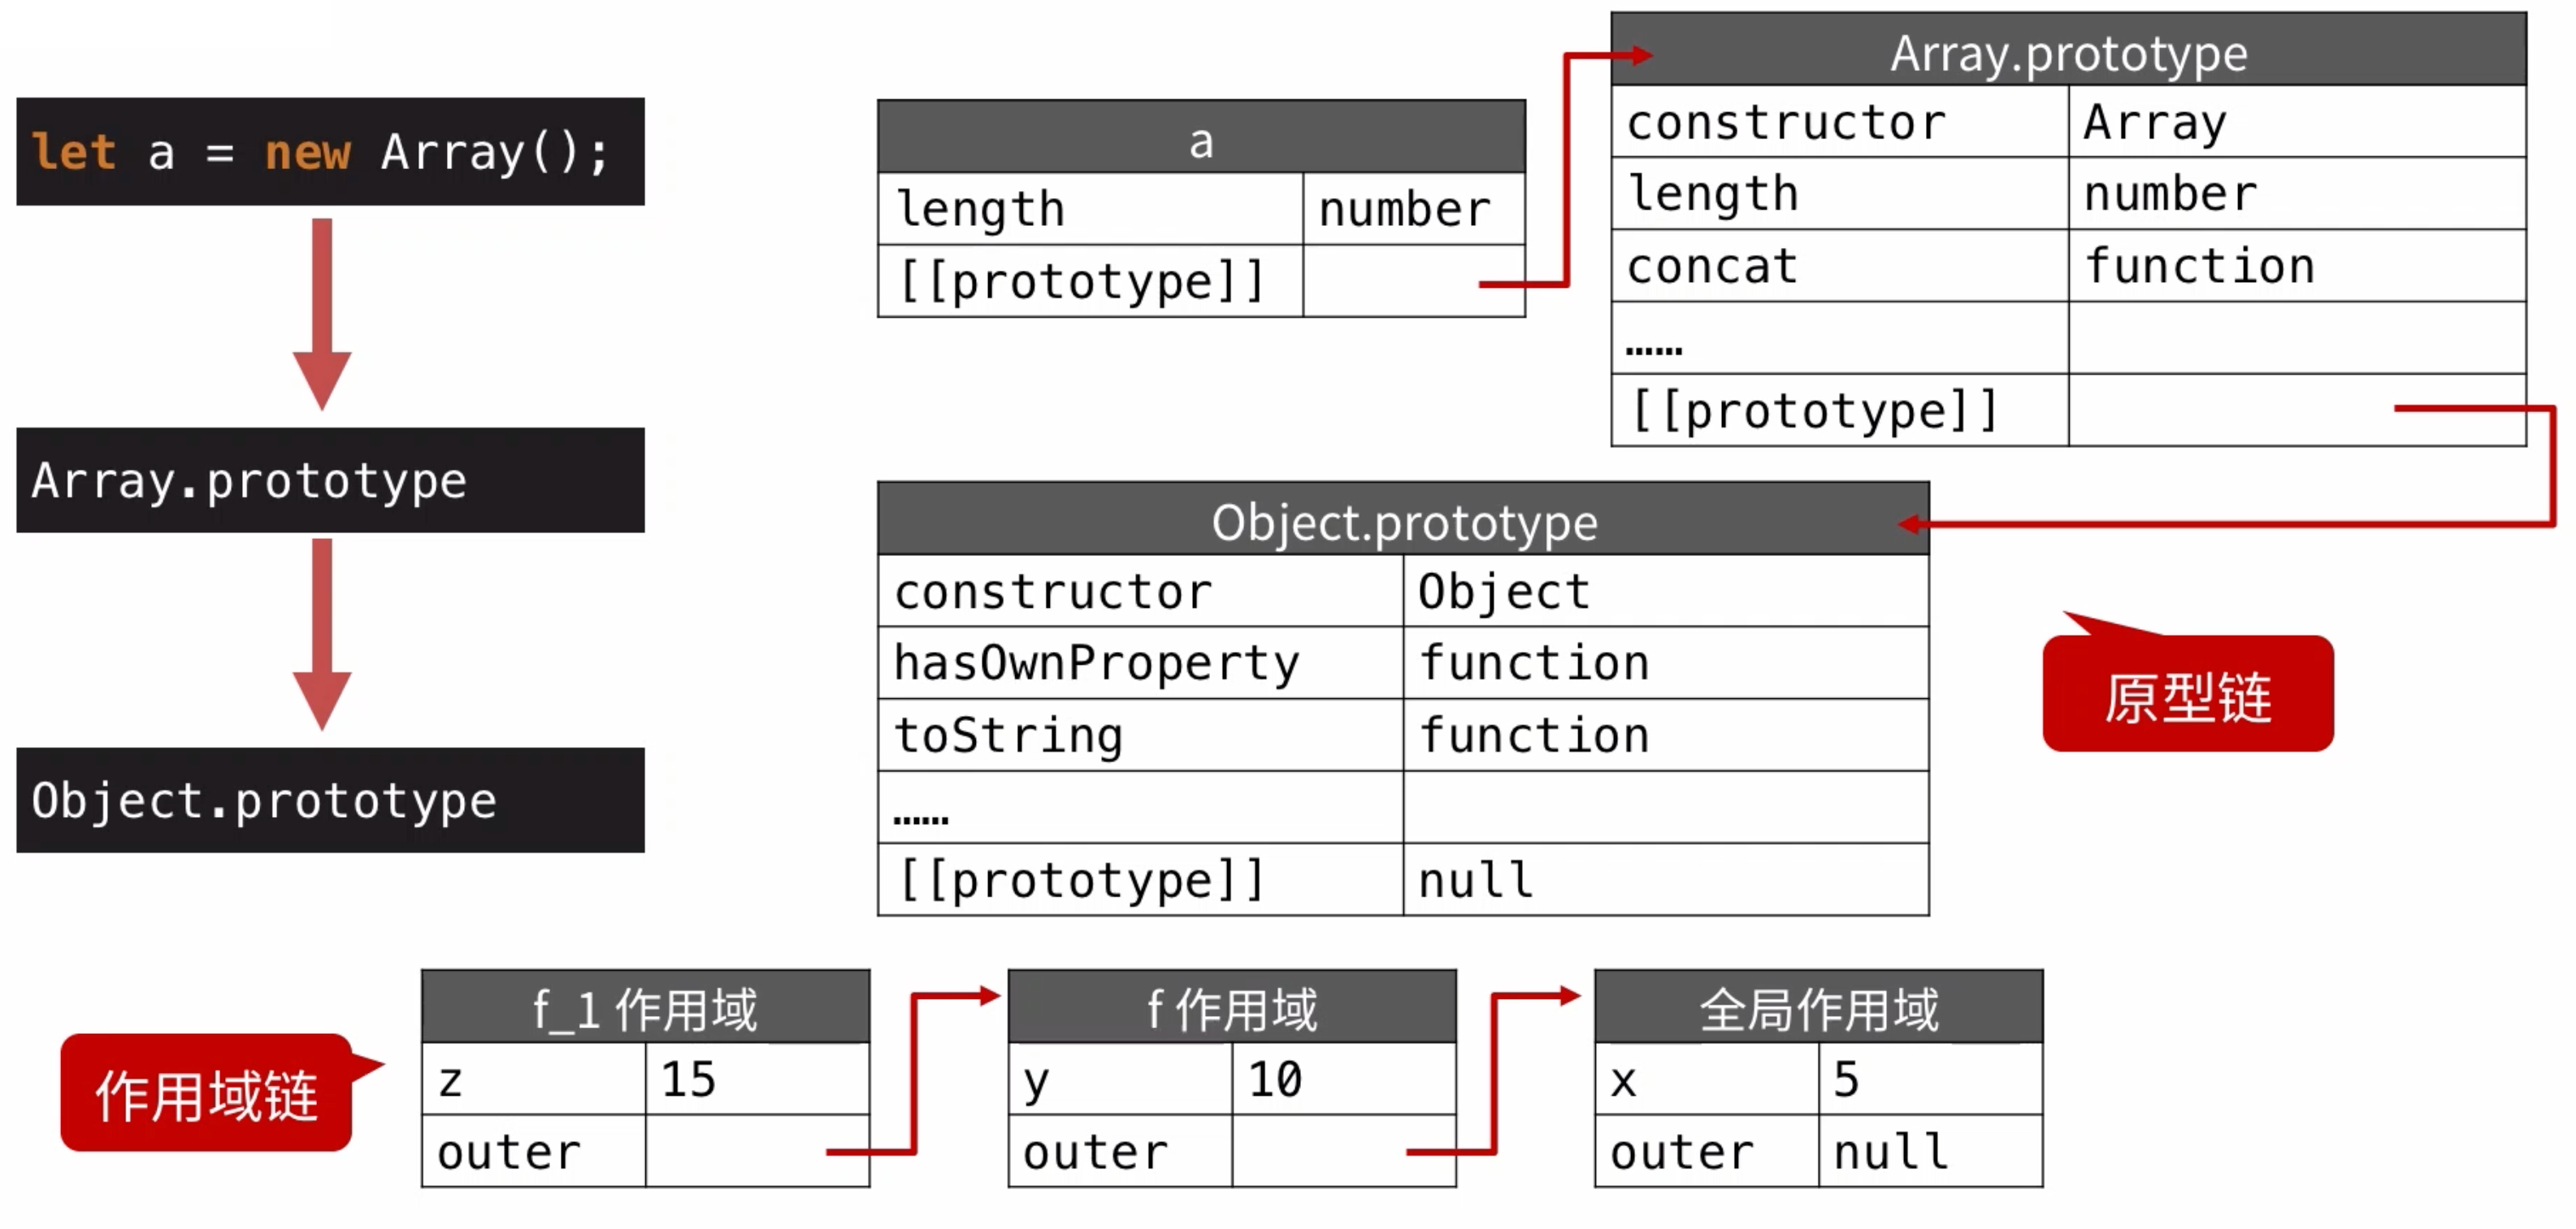 let a = new Array();
Array.prototype
Object.prototype
a
length number
[[prototype]]
Array.prototype
constructor Array
length number
concat function
……
[[prototype]]
Object.prototype
constructor Object
hasOwnProperty function
toString function
……
[[prototype]] null
原型链
作用域链
f_1 作用域
z 15
outer
f 作用域
y 10
outer
全局作用域
x 5
outer null